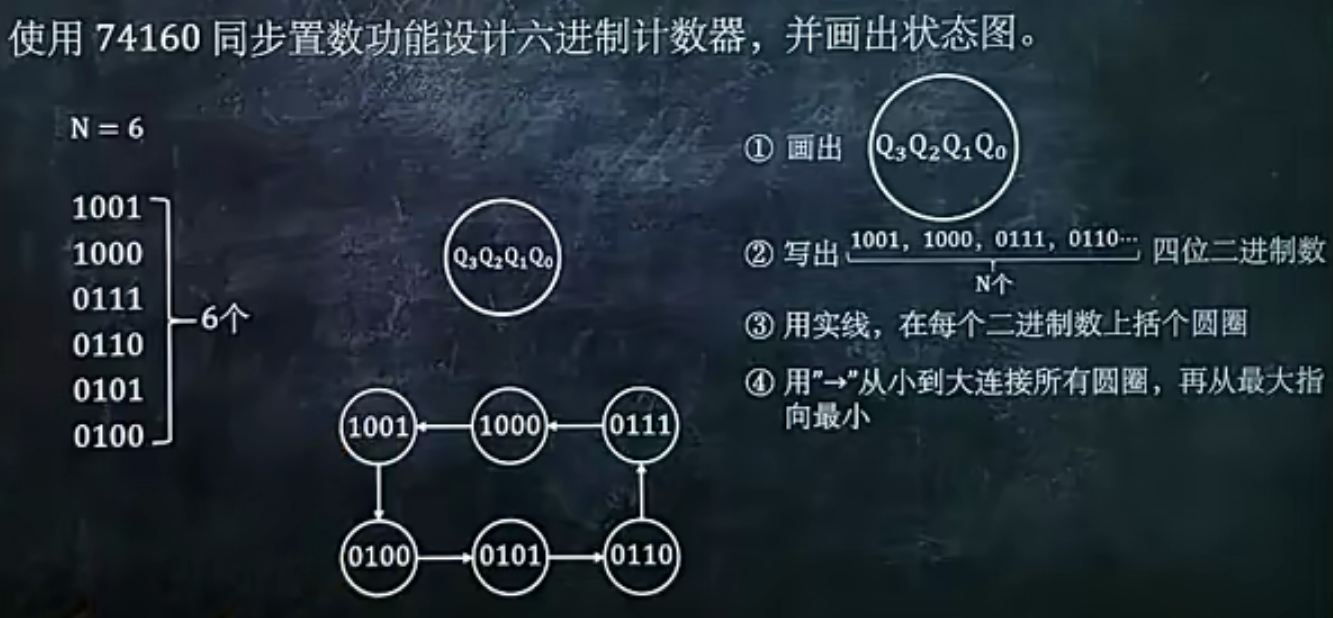 使用 74160 同步置数功能设计六进制计数器，并画出状态图。
N = 6
1001
1000
0111
0110
0101
0100
6个
Q₃Q₂Q₁Q₀
1001 1000 0111
0100 0101 0110
① 画出 Q₃Q₂Q₁Q₀
② 写出 1001，1000，0111，0110··· 四位二进制数
N个
③ 用实线，在每个二进制数上括个圆圈
④ 用"→"从小到大连接所有圆圈，再从最大指
向最小